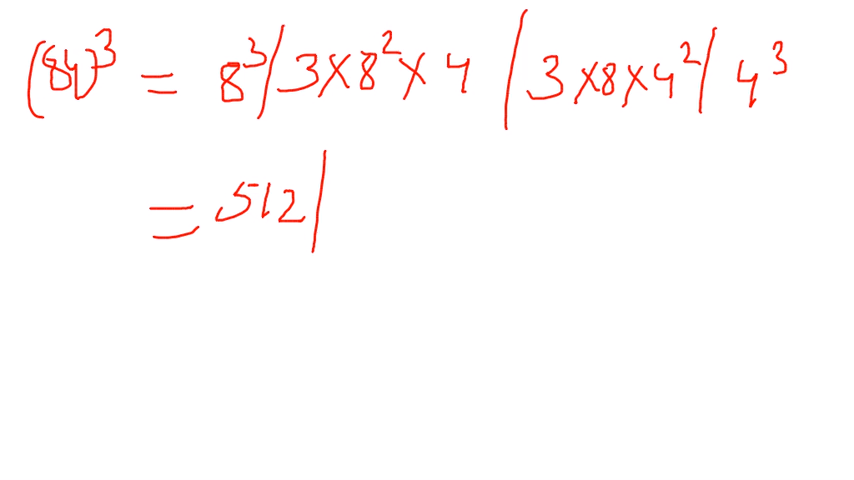 (84)³ = 8³/3×8²×4/3×8×4²/4³
= 512/